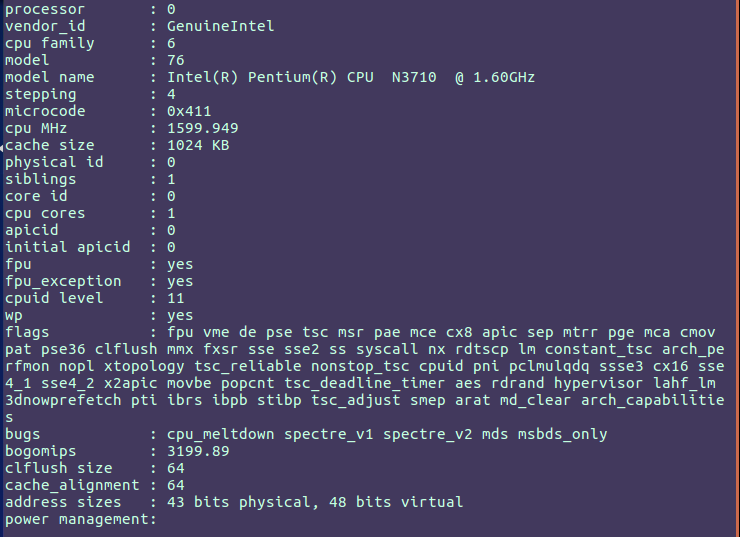 processor       : 0
vendor_id       : GenuineIntel
cpu family      : 6
model           : 76
model name      : Intel(R) Pentium(R) CPU  N3710  @ 1.60GHz
stepping        : 4
microcode       : 0x411
cpu MHz         : 1599.949
cache size      : 1024 KB
physical id     : 0
siblings        : 1
core id         : 0
cpu cores       : 1
apicid          : 0
initial apicid  : 0
fpu             : yes
fpu_exception   : yes
cpuid level     : 11
wp              : yes
flags           : fpu vme de pse tsc msr pae mce cx8 apic sep mtrr pge mca cmov
pat pse36 clflush mmx fxsr sse sse2 ss syscall nx rdtscp lm constant_tsc arch_pe
rfmon nopl xtopology tsc_reliable nonstop_tsc cpuid pni pclmulqdq ssse3 cx16 sse
4_1 sse4_2 x2apic movbe popcnt tsc_deadline_timer aes rdrand hypervisor lahf_lm
3dnowprefetch pti ibrs ibpb stibp tsc_adjust smep arat md_clear arch_capabilitie
s
bugs            : cpu_meltdown spectre_v1 spectre_v2 mds msbds_only
bogomips        : 3199.89
clflush size    : 64
cache_alignment : 64
address sizes   : 43 bits physical, 48 bits virtual
power management: